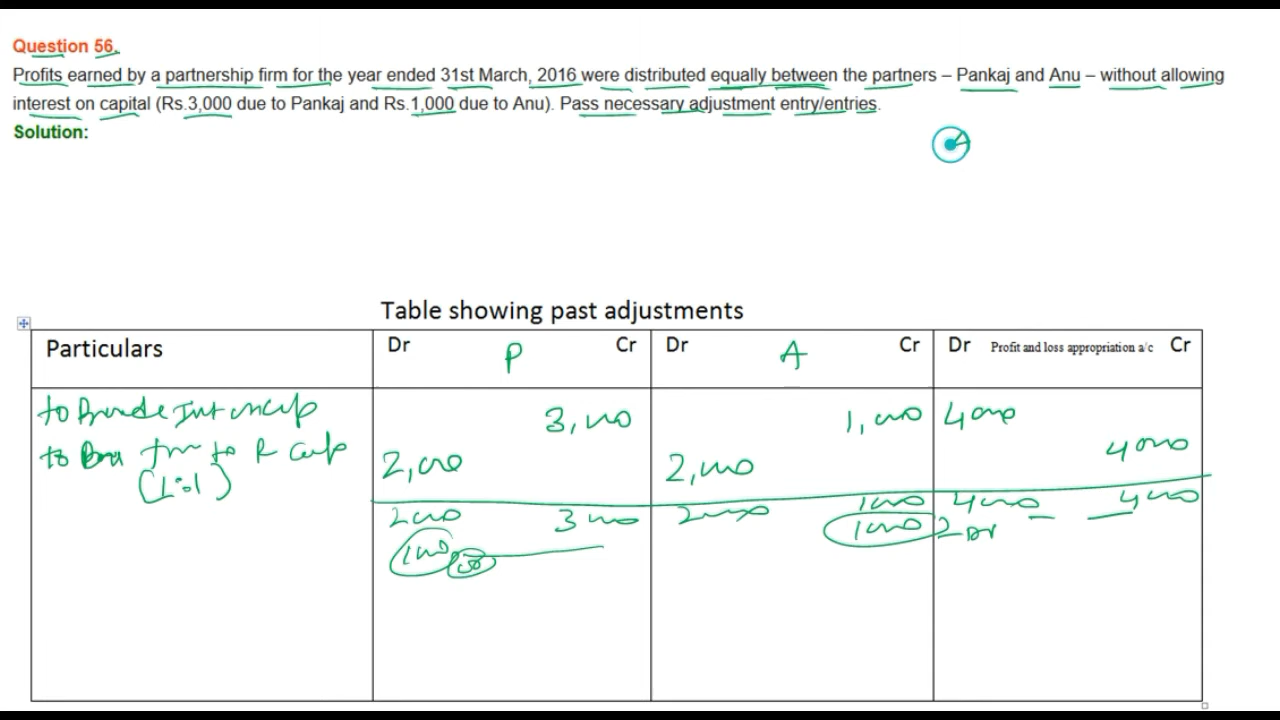 Question 56.
Profits earned by a partnership firm for the year ended 31st March, 2016 were distributed equally between the partners – Pankaj and Anu – without allowing
interest on capital (Rs.3,000 due to Pankaj and Rs.1,000 due to Anu). Pass necessary adjustment entry/entries.
Solution:
Table showing past adjustments
Particulars Dr P Cr Dr A Cr Dr Profit and loss appropriation a/c Cr
to 3,000 1,000 4000
to 2,000 2,000 4000
(1:1)
2000 3000 2000 1000 4000 4000
1000 1000 Dr